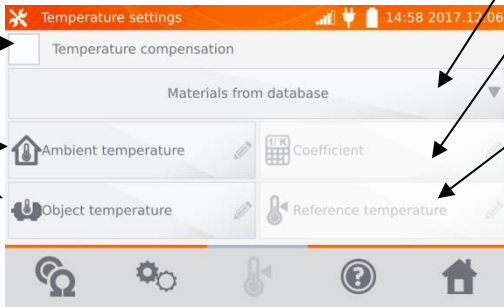 Temperature settings 14:58 2017.12.06
Temperature compensation
Materials from database
Ambient temperature 1/°K Coefficient
Object temperature Reference temperature